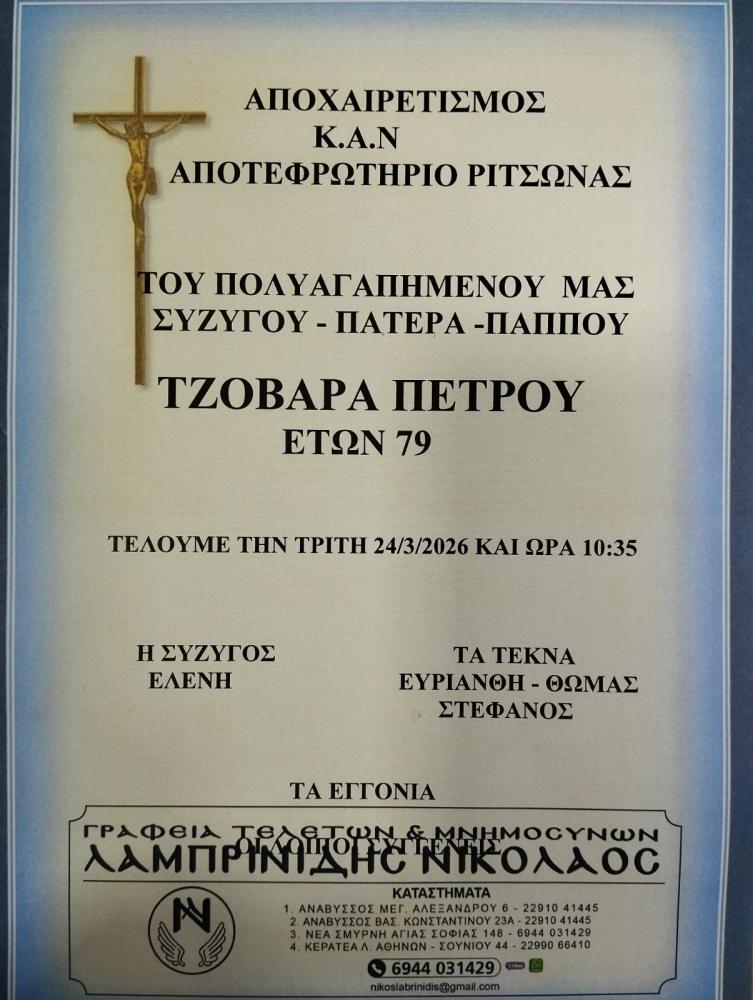 ΑΠΟΧΑΙΡΕΤΙΣΜΟΣ
Κ.Α.Ν
ΑΠΟΤΕΦΡΩΤΗΡΙΟ ΡΙΤΣΩΝΑΣ
ΤΟΥ ΠΟΛΥΑΓΑΠΗΜΕΝΟΥ ΜΑΣ
ΣΥΖΥΓΟΥ - ΠΑΤΕΡΑ -ΠΑΠΠΟΥ
ΤΖΟΒΑΡΑ ΠΕΤΡΟΥ
ΕΤΩΝ 79
ΤΕΛΟΥΜΕ ΤΗΝ ΤΡΙΤΗ 24/3/2026 ΚΑΙ ΩΡΑ 10:35
Η ΣΥΖΥΓΟΣ
ΕΛΕΝΗ
ΤΑ ΤΕΚΝΑ
ΕΥΡΙΑΝΘΗ - ΘΩΜΑΣ
ΣΤΕΦΑΝΟΣ
ΤΑ ΕΓΓΟΝΙΑ
ΓΡΑΦΕΙΑ ΤΕΛΕΤΩΝ & ΜΝΗΜΟΣΥΝΩΝ
ΟΙ ΛΟΙΠΟΙ ΣΥΓΓΕΝΕΙΣ
ΛΑΜΠΡΙΝΙΔΗΣ ΝΙΚΟΛΑΟΣ
ΚΑΤΑΣΤΗΜΑΤΑ
1. ΑΝΑΒΥΣΣΟΣ ΜΕΓ. ΑΛΕΞΑΝΔΡΟΥ 6 - 22910 41445
2. ΑΝΑΒΥΣΣΟΣ ΒΑΣ. ΚΩΝΣΤΑΝΤΙΝΟΥ 23Α - 22910 41445
3. ΝΕΑ ΣΜΥΡΝΗ ΑΓΙΑΣ ΣΟΦΙΑΣ 148 - 6944 031429
4. ΚΕΡΑΤΕΑ Λ. ΑΘΗΝΩΝ - ΣΟΥΝΙΟΥ 44 - 22990 66410
6944 031429
nikoslabrinidis@gmail.com